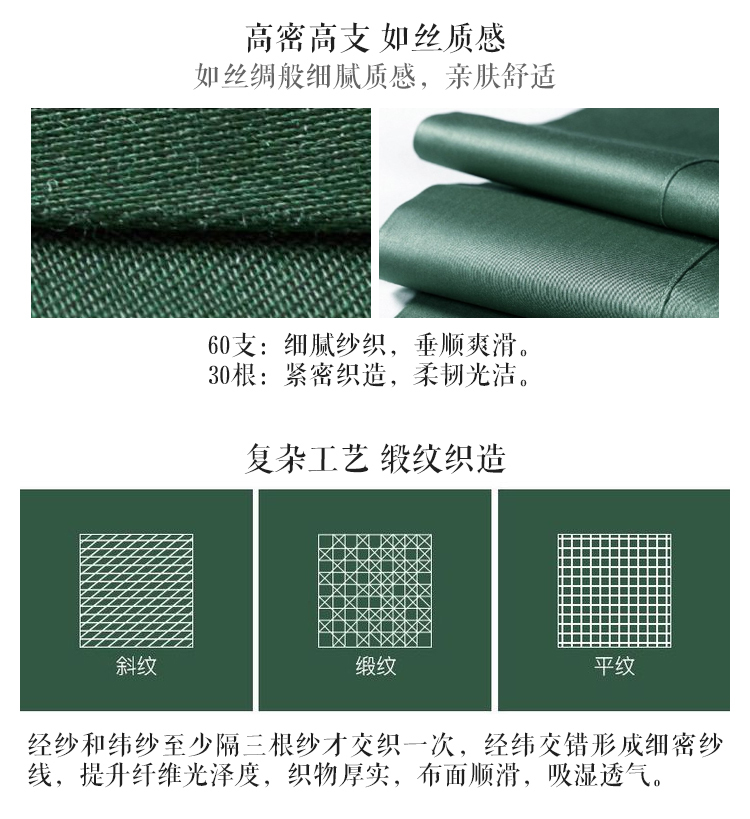 高密高支 如丝质感
如丝绸般细腻质感，亲肤舒适
60支：细腻纱织，垂顺爽滑。
30根：紧密织造，柔韧光洁。
复杂工艺 缎纹织造
斜纹
缎纹
平纹
经纱和纬纱至少隔三根纱才交织一次，经纬交错形成细密纱
线，提升纤维光泽度，织物厚实，布面顺滑，吸湿透气。